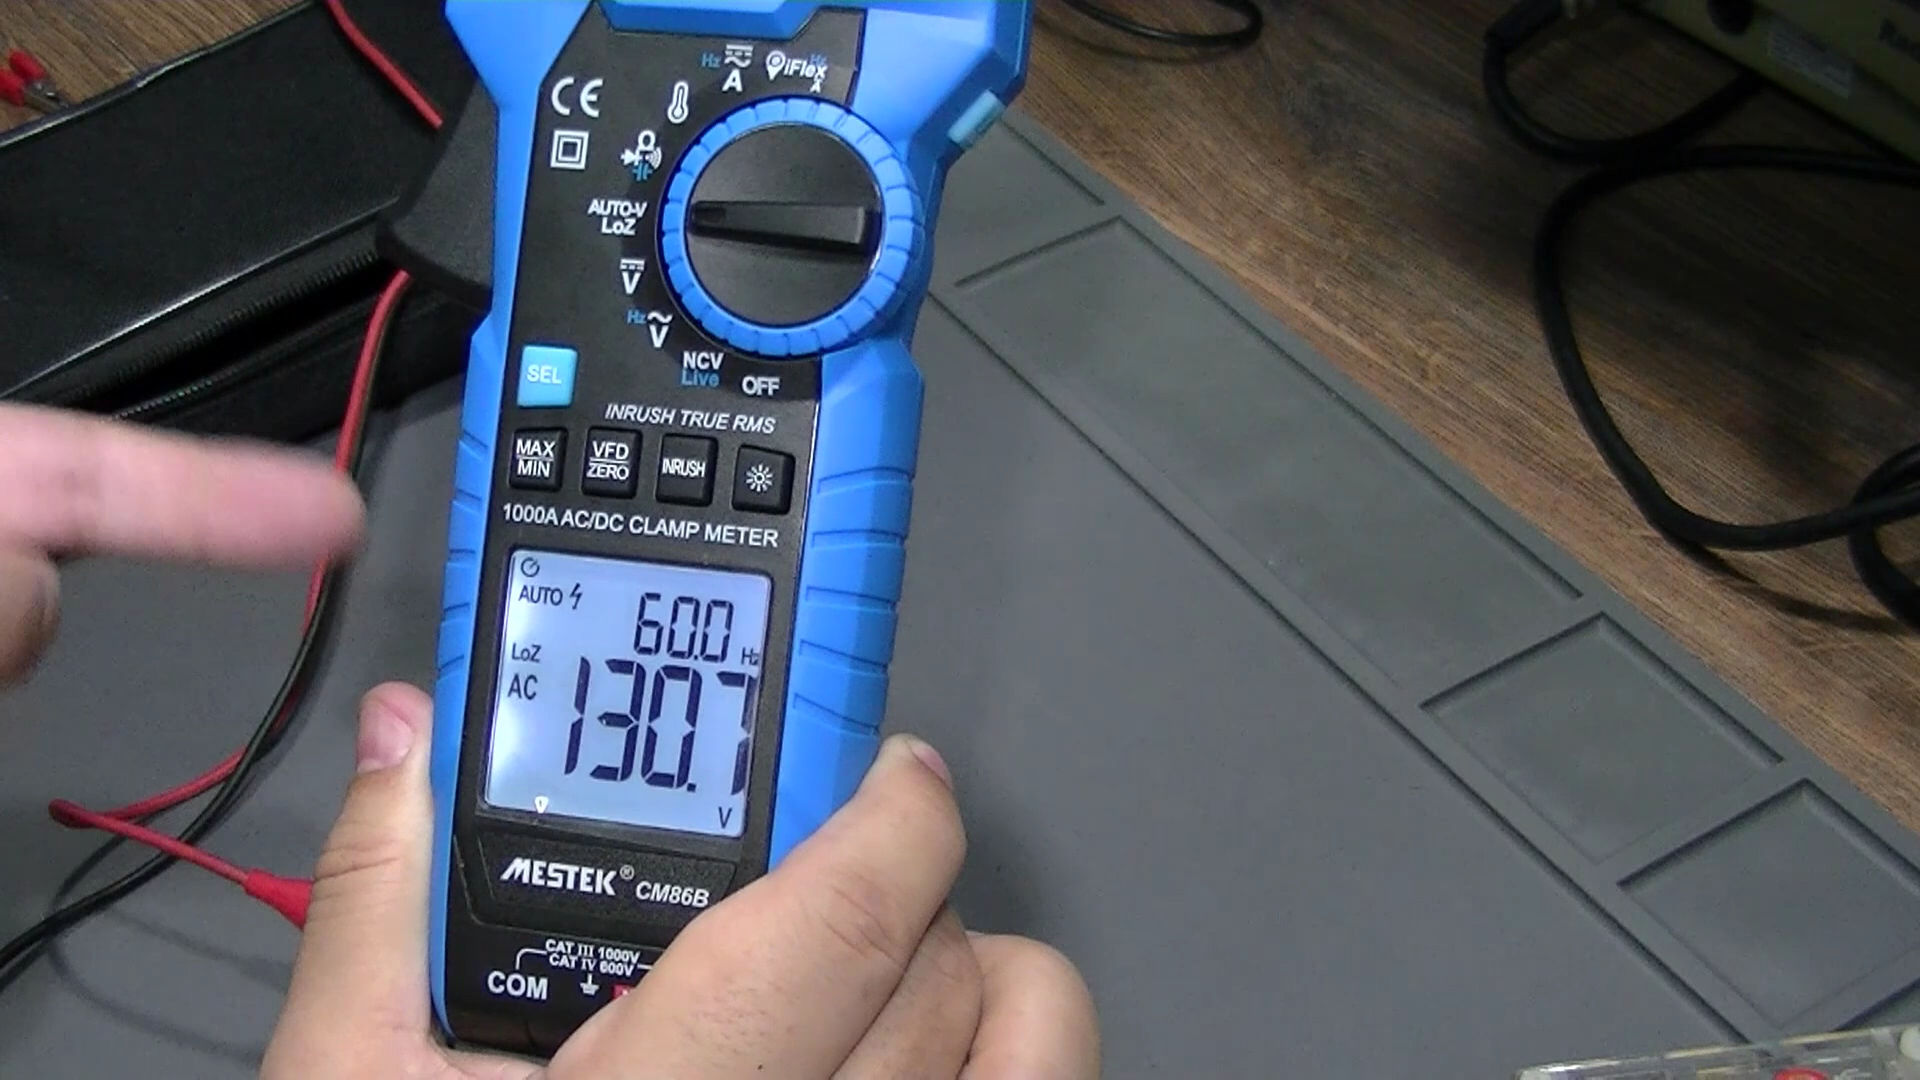 Hz A
iFlex Hz A
CE
Ω
AUTO-V
LoZ
V
Hz V
NCV
Live
OFF
SEL
INRUSH TRUE RMS
MAX
MIN
VFD
ZERO
INRUSH
1000A AC/DC CLAMP METER
AUTO
60.0 Hz
LoZ
AC
130.7
V
MESTEK® CM86B
CAT III 1000V
CAT IV 600V
COM